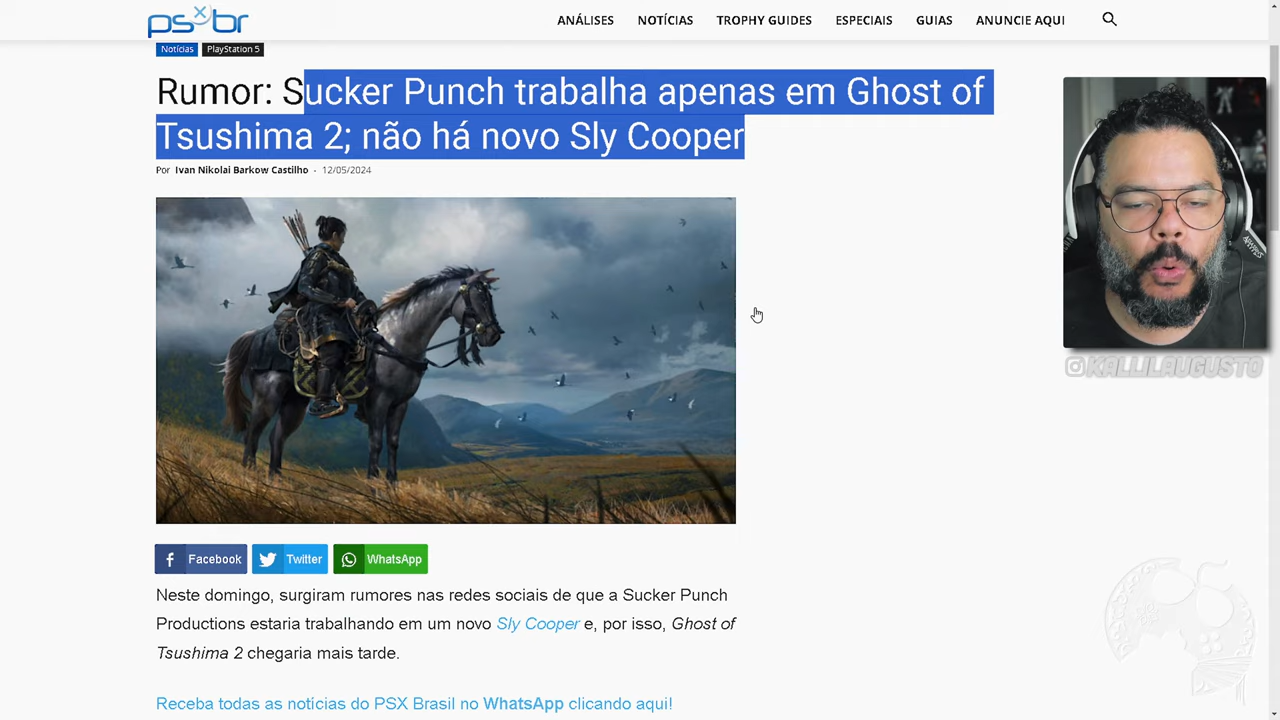 psxbr
ANÁLISES NOTÍCIAS TROPHY GUIDES ESPECIAIS GUIAS ANUNCIE AQUI
Notícias PlayStation 5
Rumor: Sucker Punch trabalha apenas em Ghost of
Tsushima 2; não há novo Sly Cooper
Por Ivan Nikolai Barkow Castilho - 12/05/2024
@KALLILAUGUSTO
Facebook Twitter WhatsApp
Neste domingo, surgiram rumores nas redes sociais de que a Sucker Punch
Productions estaria trabalhando em um novo Sly Cooper e, por isso, Ghost of
Tsushima 2 chegaria mais tarde.
Receba todas as notícias do PSX Brasil no WhatsApp clicando aqui!